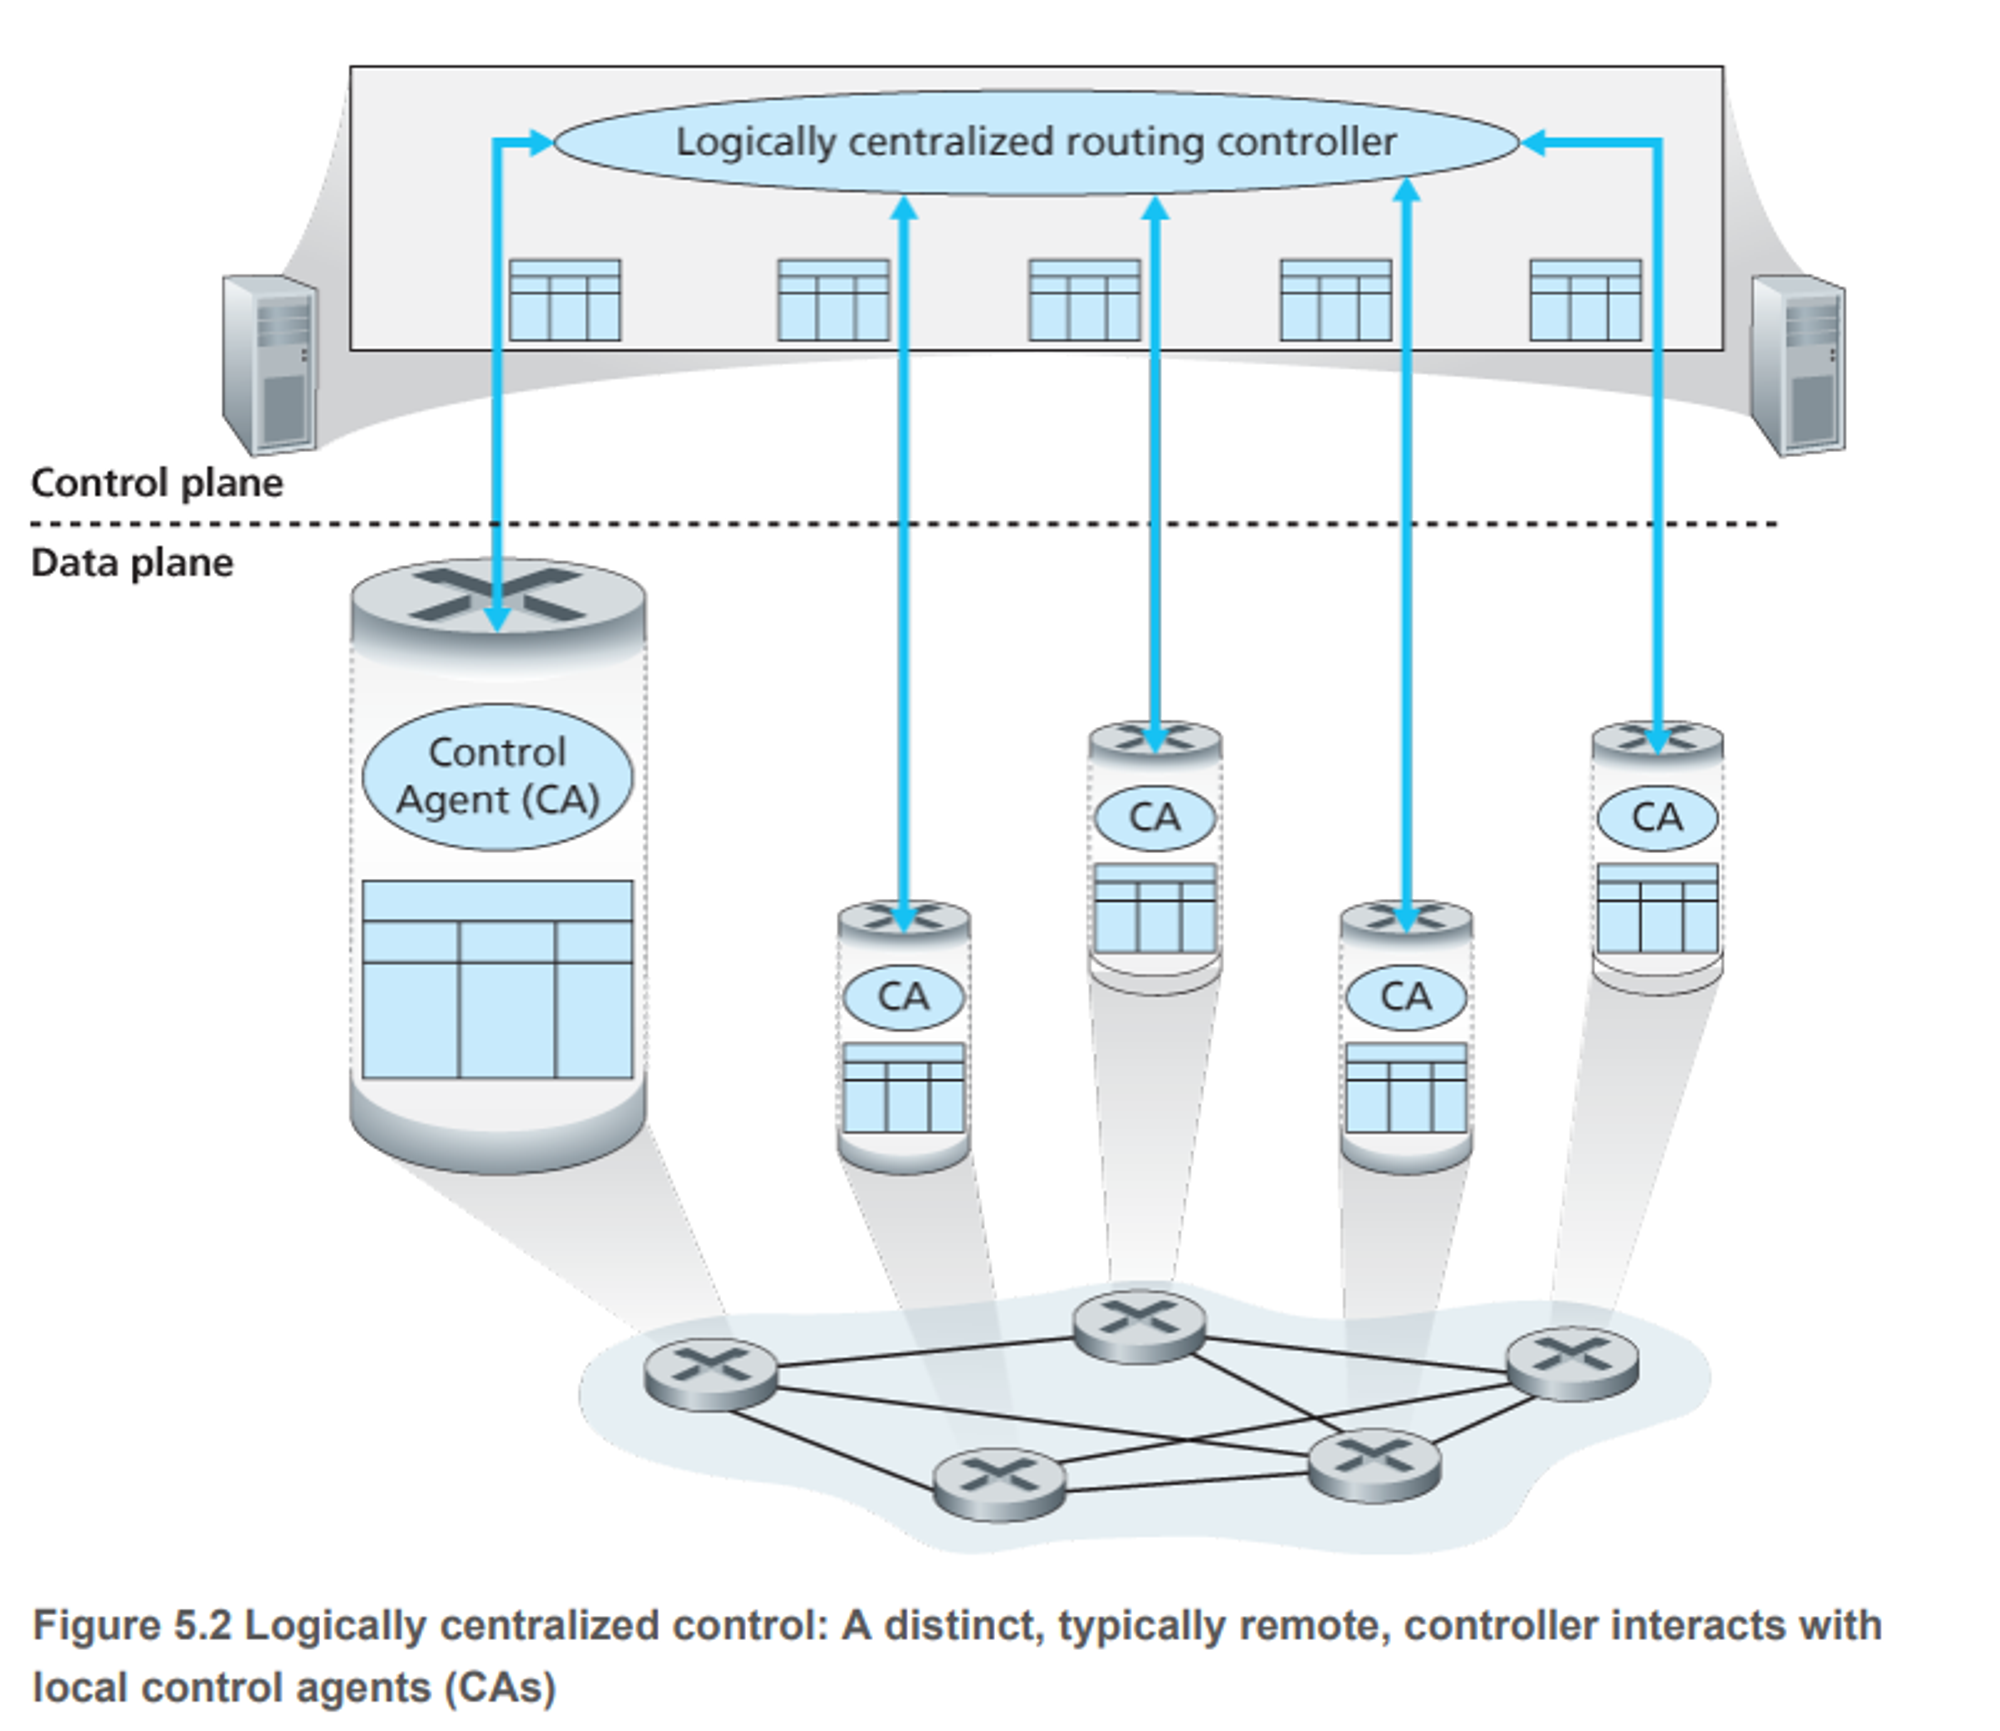 Logically centralized routing controller
Control plane
Data plane
Control
Agent (CA)
CA
CA
CA
CA
Figure 5.2 Logically centralized control: A distinct, typically remote, controller interacts with
local control agents (CAs)